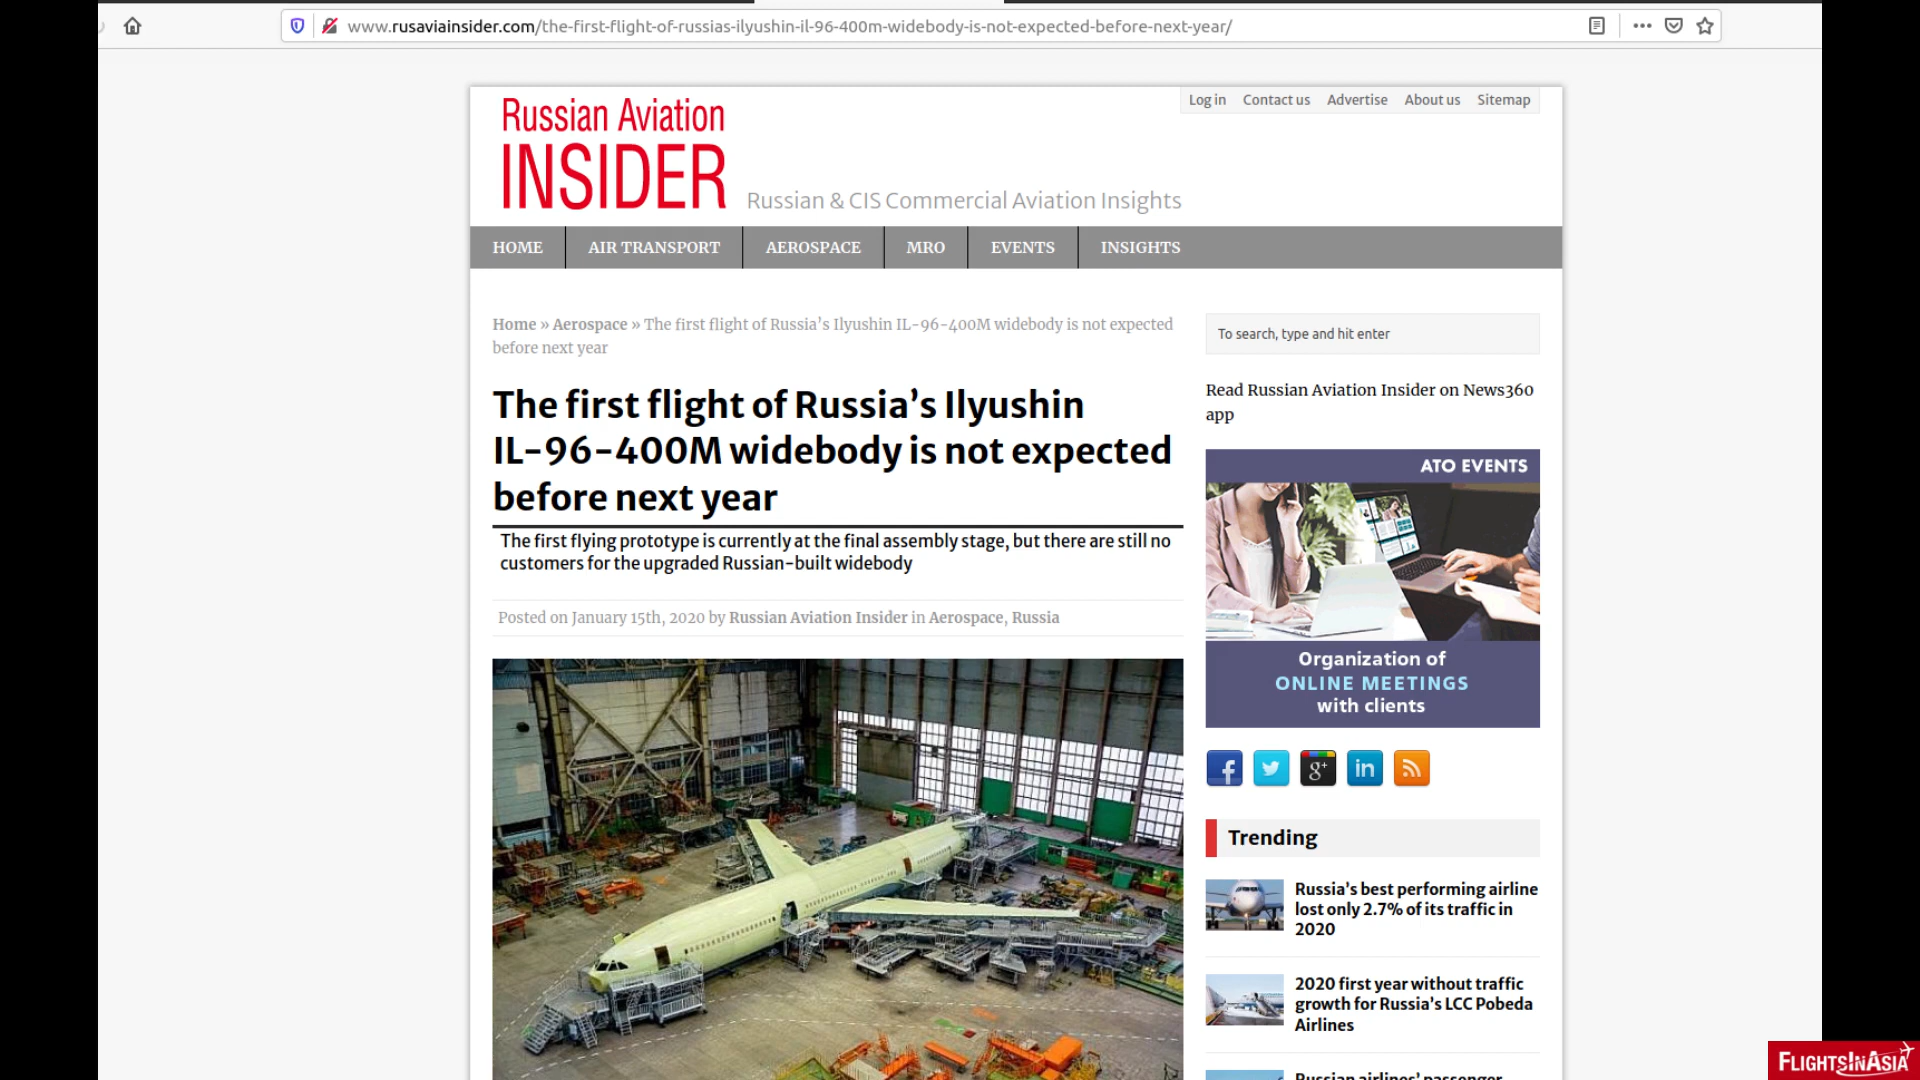 www.rusaviainsider.com/the-first-flight-of-russias-ilyushin-il-96-400m-widebody-is-not-expected-before-next-year/
Log in Contact us Advertise About us Sitemap
Russian Aviation
INSIDER
Russian & CIS Commercial Aviation Insights
HOME AIR TRANSPORT AEROSPACE MRO EVENTS INSIGHTS
Home » Aerospace » The first flight of Russia’s Ilyushin IL-96-400M widebody is not expected
before next year
The first flight of Russia’s Ilyushin
IL-96-400M widebody is not expected
before next year
The first flying prototype is currently at the final assembly stage, but there are still no
customers for the upgraded Russian-built widebody
Posted on January 15th, 2020 by Russian Aviation Insider in Aerospace, Russia
To search, type and hit enter
Read Russian Aviation Insider on News360
app
ATO EVENTS
Organization of
ONLINE MEETINGS
with clients
Trending
Russia’s best performing airline
lost only 2.7% of its traffic in
2020
2020 first year without traffic
growth for Russia’s LCC Pobeda
Airlines
Russian airlines’ passenger
FLIGHTSINASIA